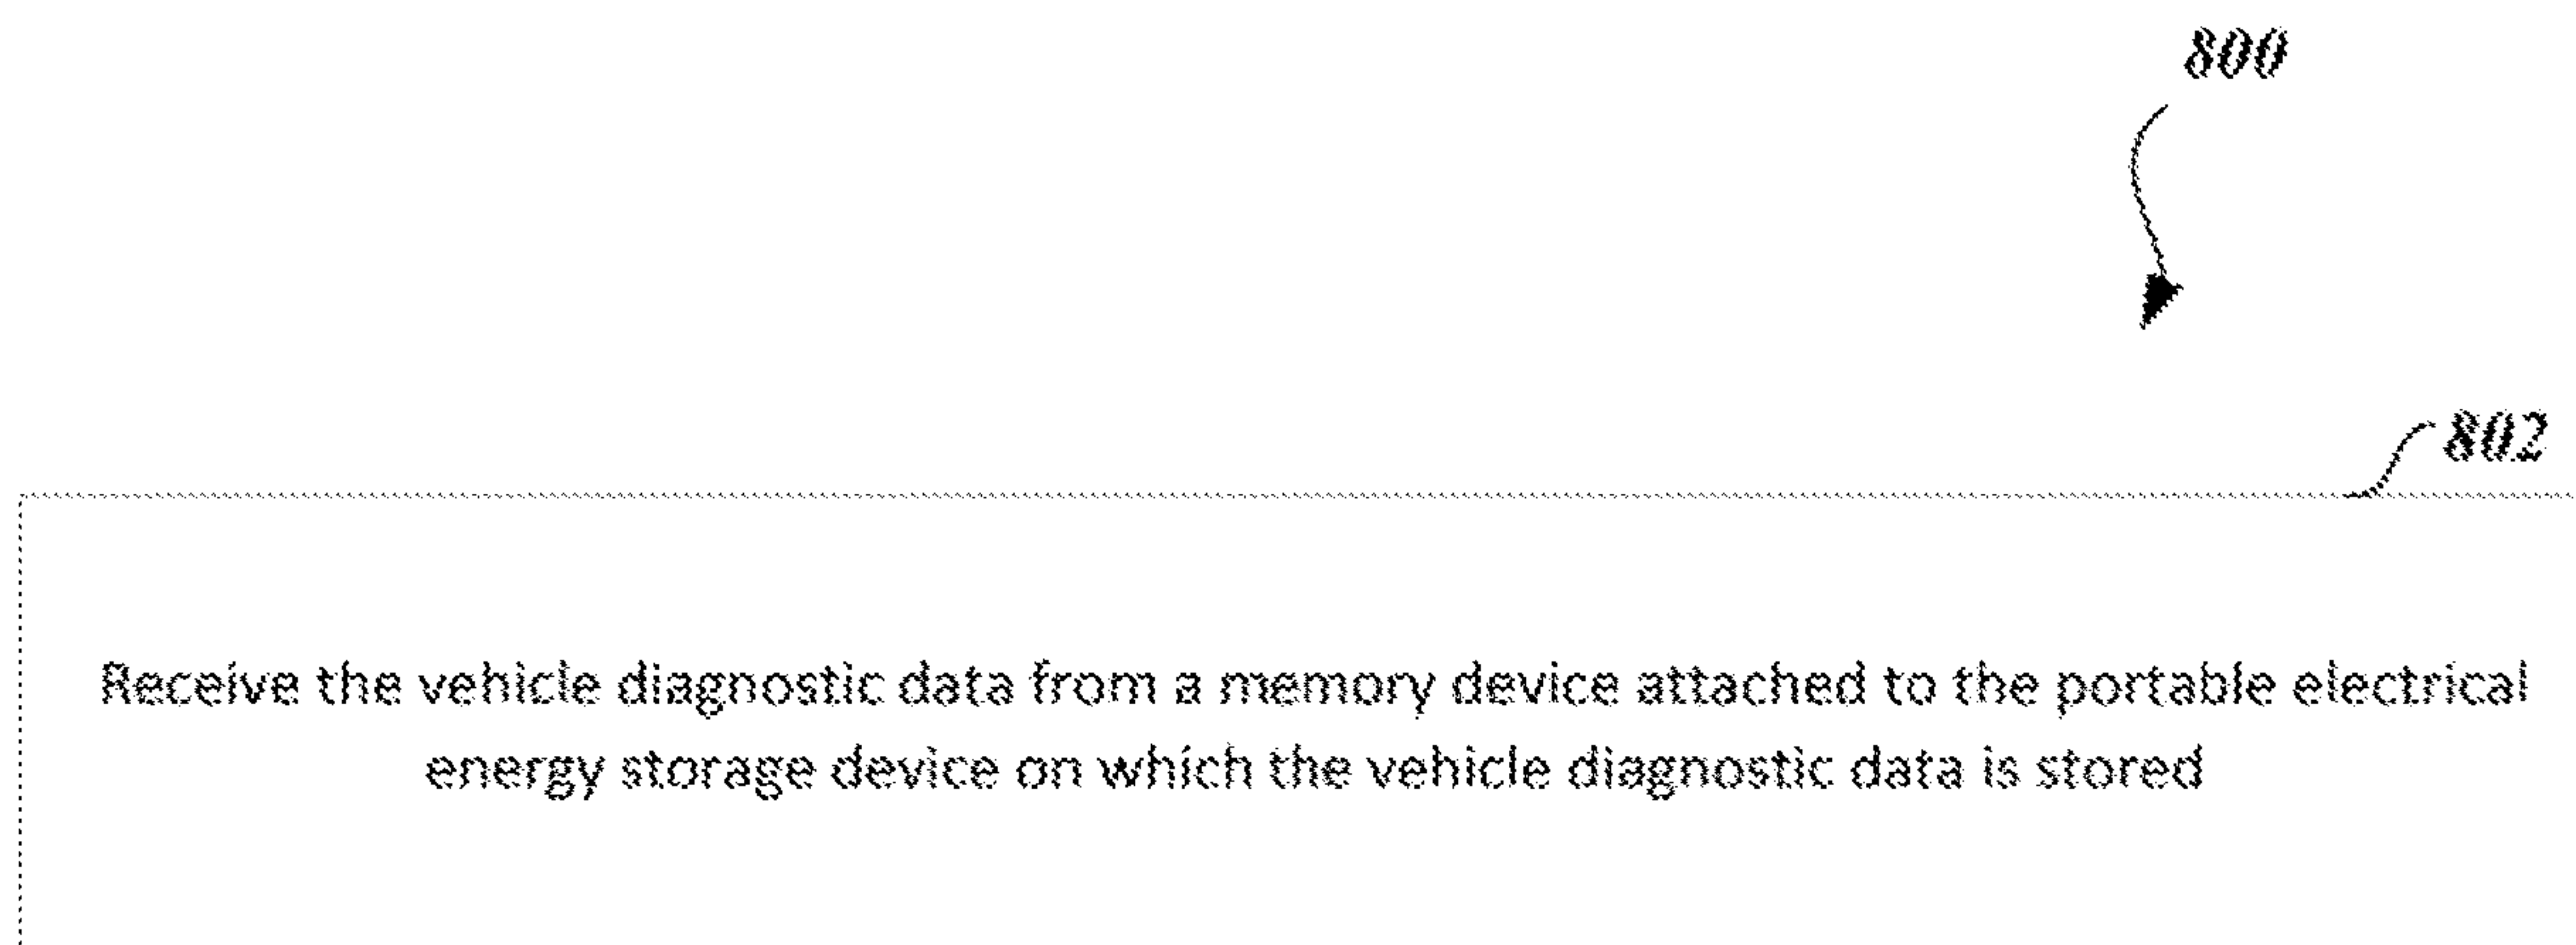 800
802
Receive the vehicle diagnostic data from a memory device attached to the portable electrical
energy storage device on which the vehicle diagnostic data is stored